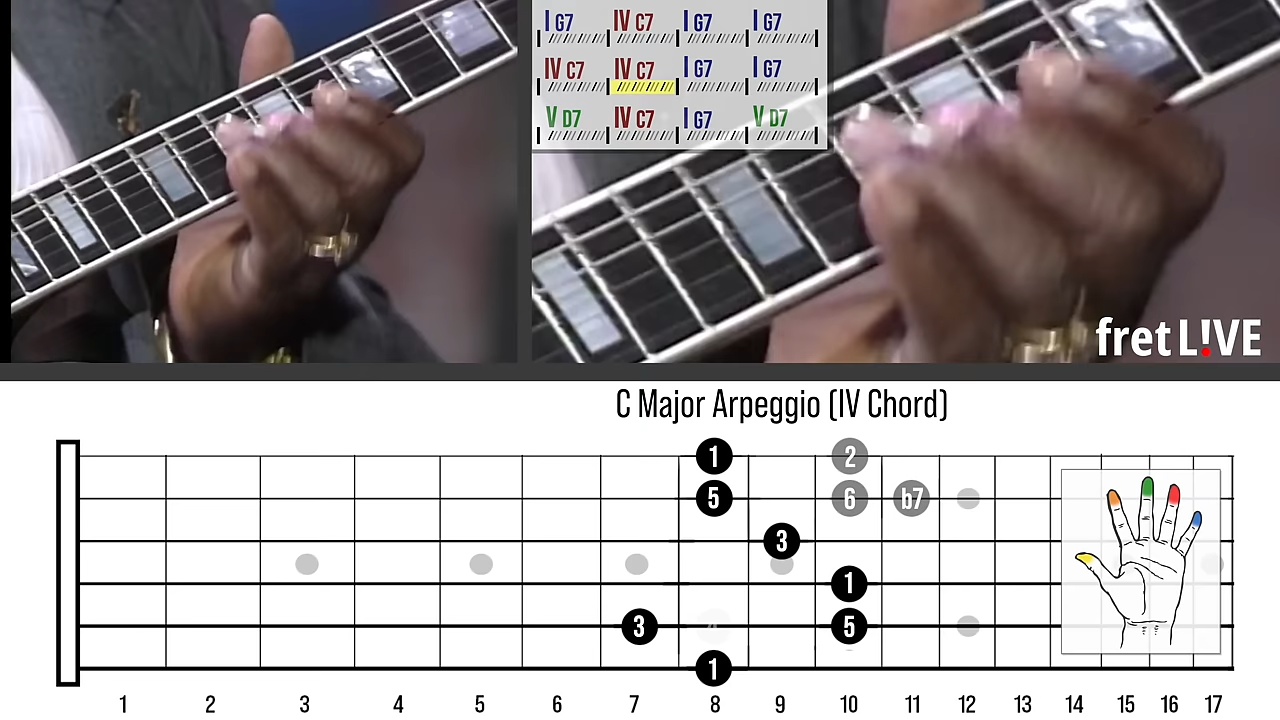 I G7 IV C7 I G7 I G7
IV C7 IV C7 I G7 I G7
V D7 IV C7 I G7 V D7
fret L!VE
C Major Arpeggio (IV Chord)
1 2
5 6 b7
3
1
3 4 5
1
1 2 3 4 5 6 7 8 9 10 11 12 13 14 15 16 17